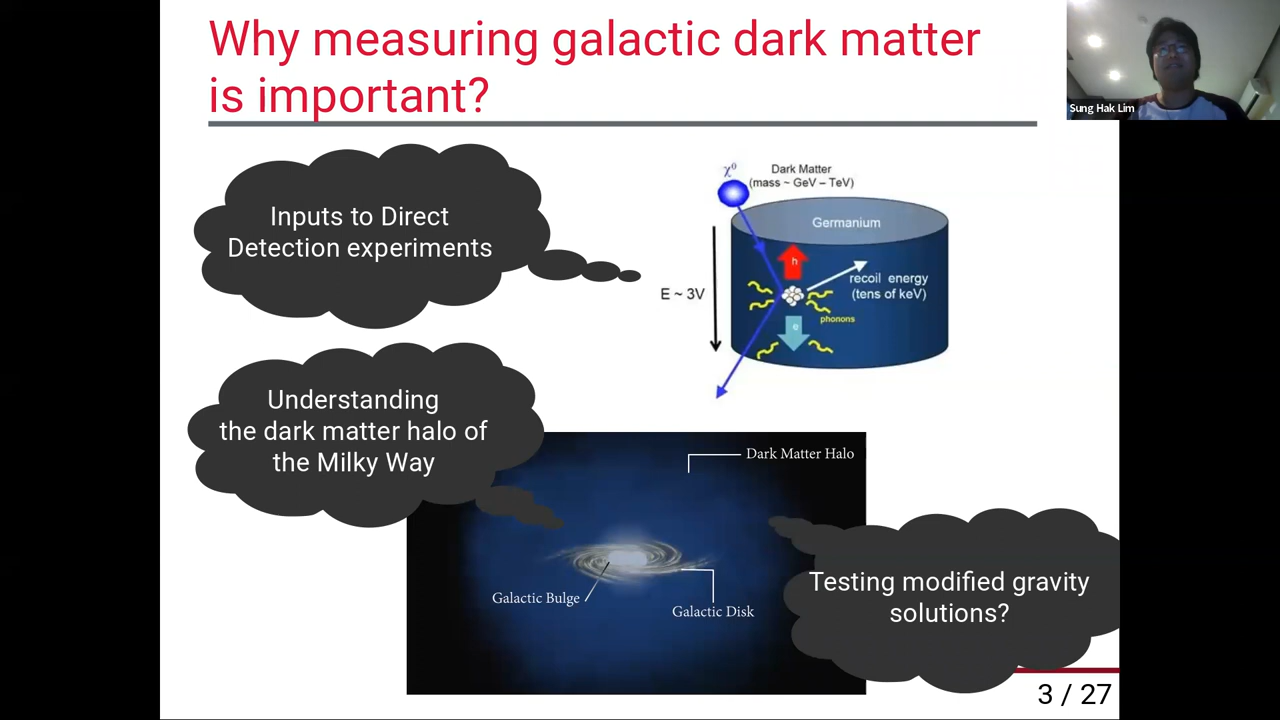 Why measuring galactic dark matter
is important?
Sung Hak Lim
Inputs to Direct
Detection experiments
χ⁰
Dark Matter
(mass ~ GeV – TeV)
Germanium
h
recoil energy
(tens of keV)
E ~ 3V
phonons
e
Understanding
the dark matter halo of
the Milky Way
Dark Matter Halo
Galactic Bulge
Galactic Disk
Testing modified gravity
solutions?
3 / 27